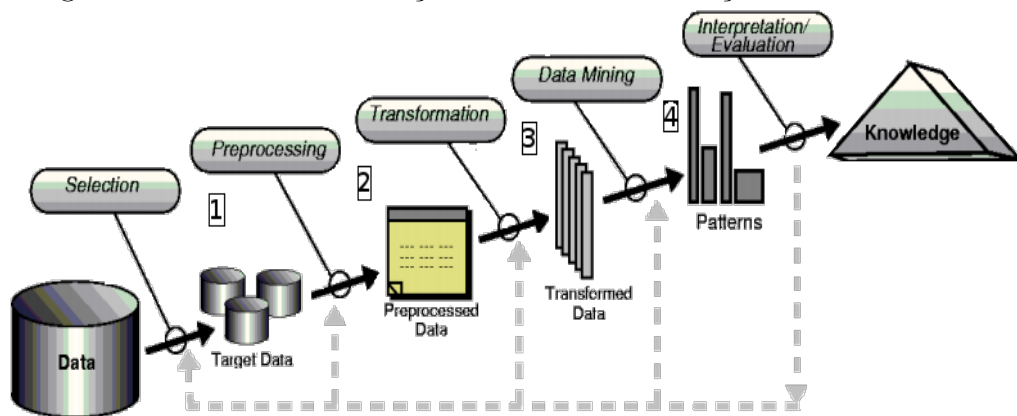 Interpretation/
Evaluation
Data Mining
Transformation
Preprocessing
Selection
1
2
3
4
Knowledge
Patterns
Transformed
Data
Preprocessed
Data
Target Data
Data
--- --- ---
--- --- ---
--- --- ---